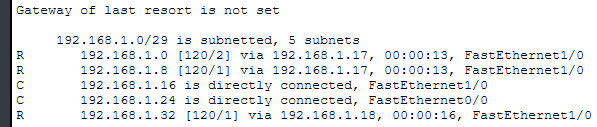 Gateway of last resort is not set
192.168.1.0/29 is subnetted, 5 subnets
R 192.168.1.0 [120/2] via 192.168.1.17, 00:00:13, FastEthernet1/0
R 192.168.1.8 [120/1] via 192.168.1.17, 00:00:13, FastEthernet1/0
C 192.168.1.16 is directly connected, FastEthernet1/0
C 192.168.1.24 is directly connected, FastEthernet0/0
R 192.168.1.32 [120/1] via 192.168.1.18, 00:00:16, FastEthernet1/0